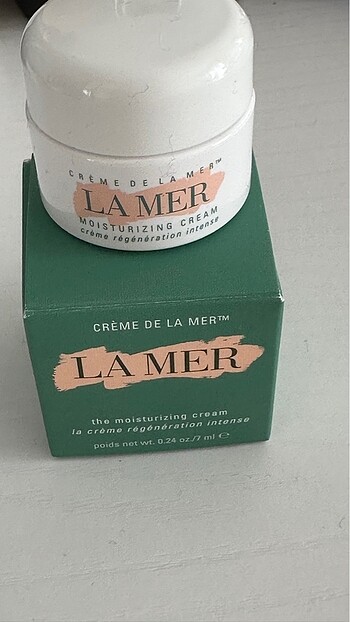 CRÈME DE LA MER™
LA MER
MOISTURIZING CREAM
crème régénération intense
CRÈME DE LA MER™
LA MER
the moisturizing cream
la crème régénération intense
poids net wt. 0.24 oz./7 ml ℮